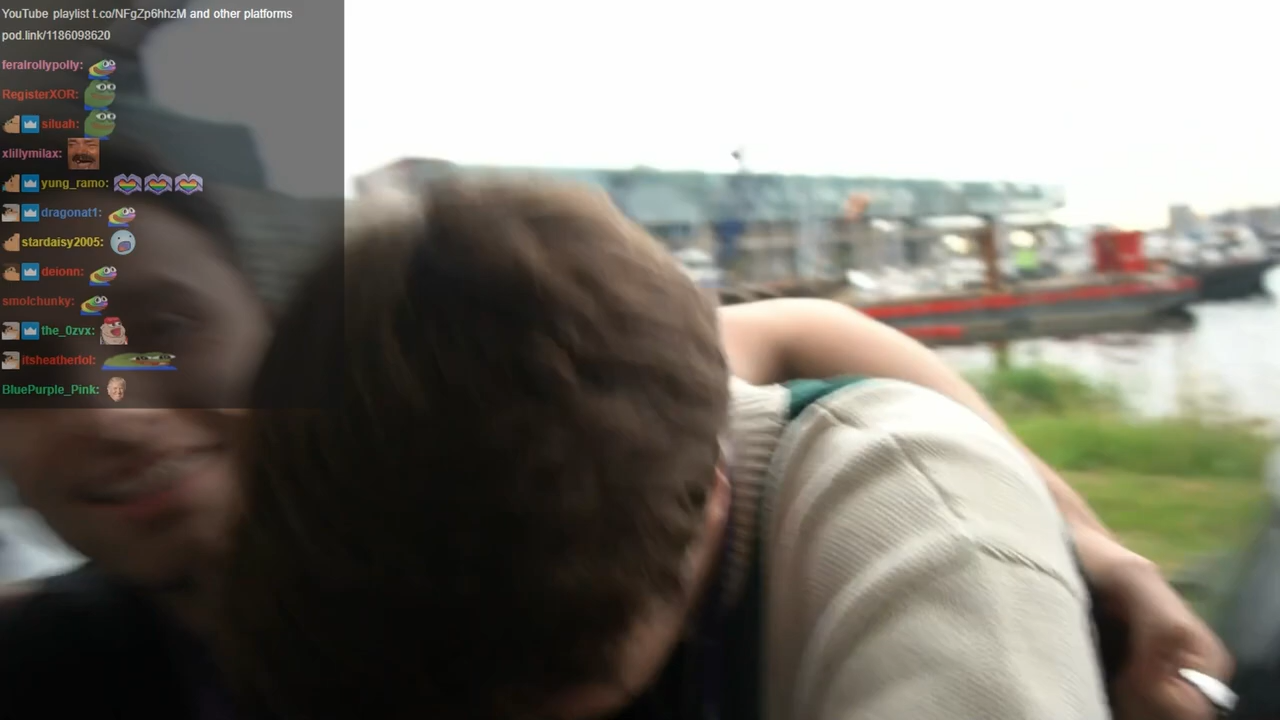 YouTube playlist t.co/NFgZp6hhzM and other platforms
pod.link/1186098620
feralrollypolly:
RegisterXOR:
siluah:
xlillymilax:
yung_ramo:
dragonat1:
stardaisy2005:
deionn:
smolchunky:
the_0zvx:
itsheatherlol:
BluePurple_Pink: